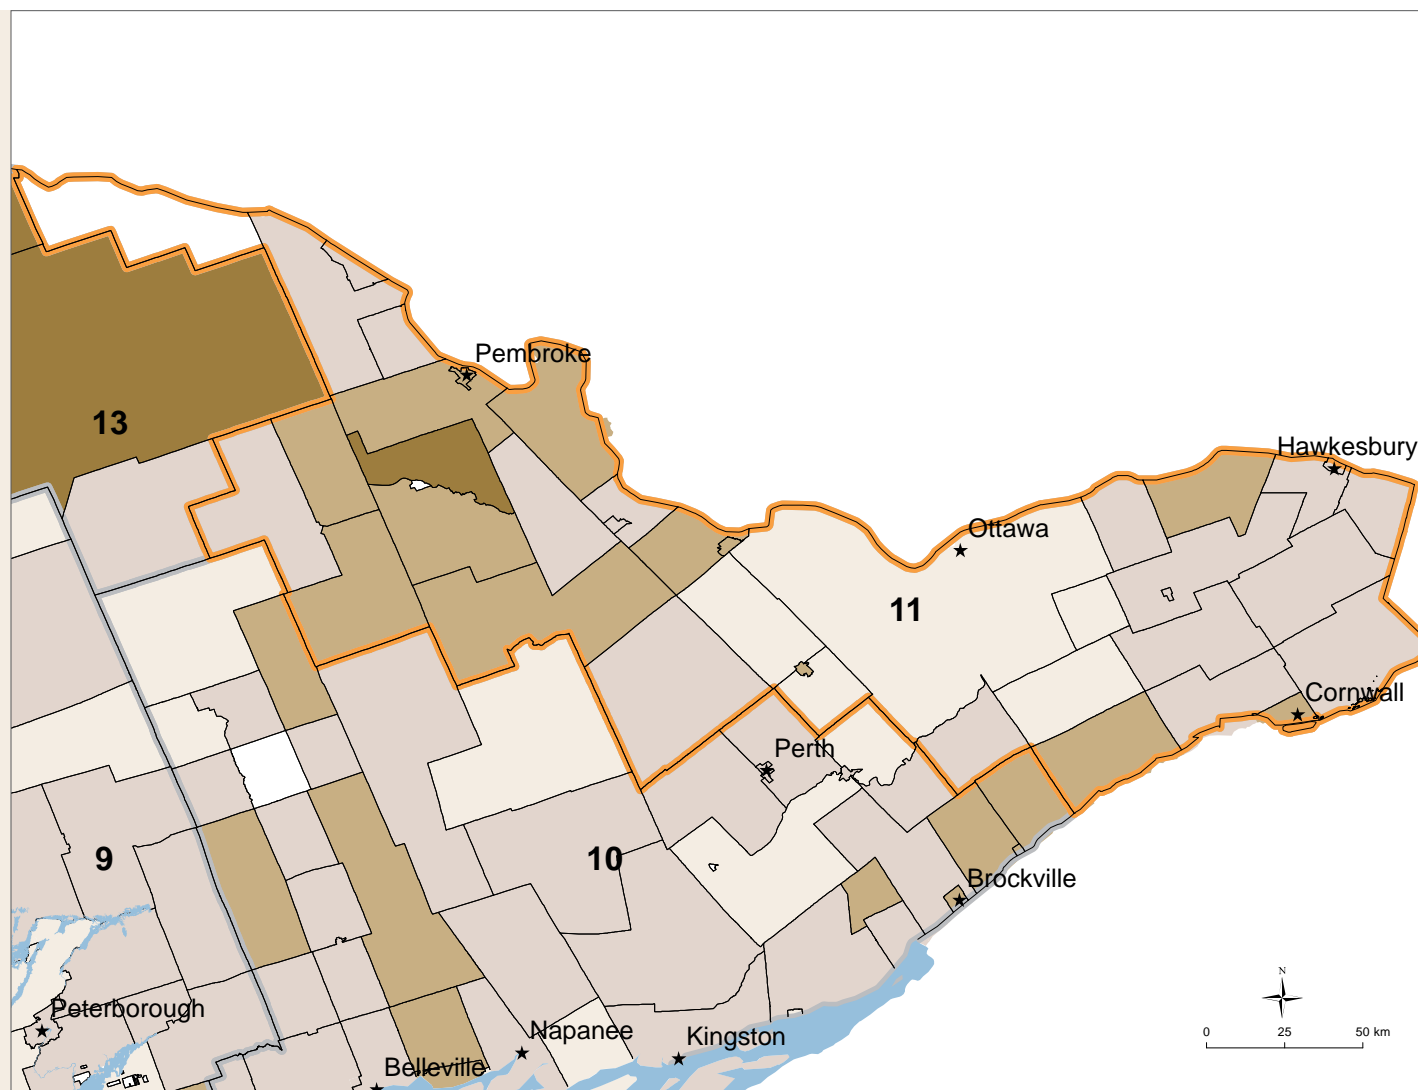 Pembroke
13
Hawkesbury
Ottawa
11
Cornwall
Perth
9
10
Brockville
N
Peterborough
Napanee
Kingston
0 25 50 km
Belleville